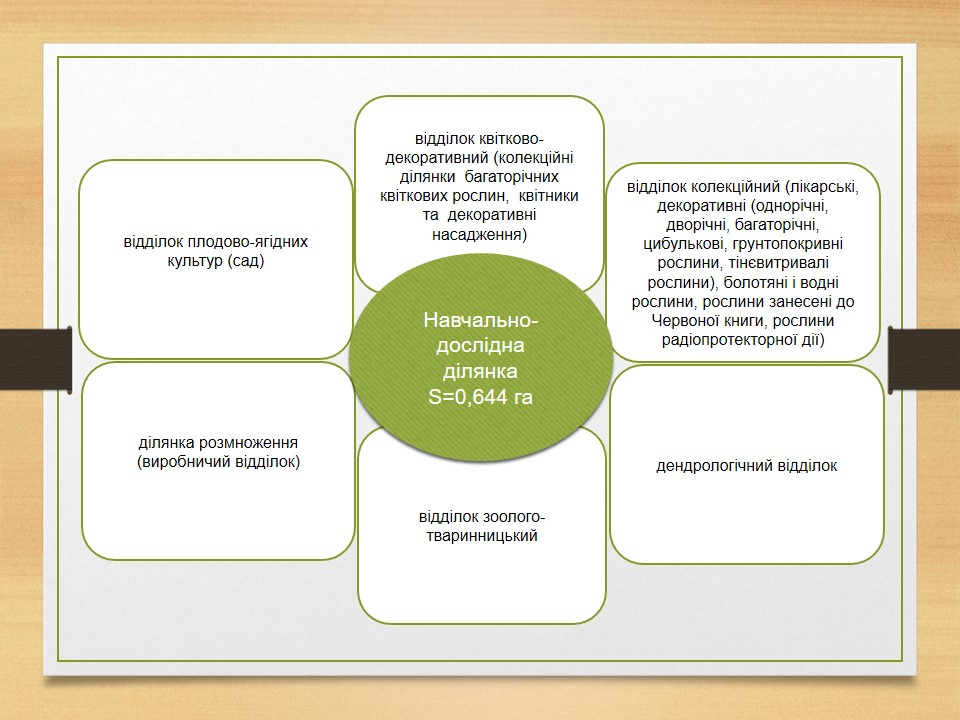 відділок квітково-
декоративний (колекційні
ділянки багаторічних
квіткових рослин, квітники
та декоративні
насадження)
відділок плодово-ягідних
культур (сад)
відділок колекційний (лікарські,
декоративні (однорічні,
дворічні, багаторічні,
цибулькові, грунтопокривні
рослини, тінєвитривалі
рослини), болотяні і водні
рослини, рослини занесені до
Червоної книги, рослини
радіопротекторної дії)
Навчально-
дослідна
ділянка
S=0,644 га
ділянка розмноження
(виробничий відділок)
відділок зоолого-
тваринницький
дендрологічний відділок